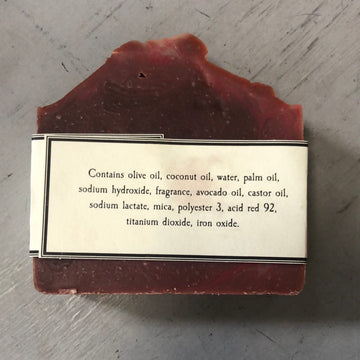 Contains olive oil, coconut oil, water, palm oil,
sodium hydroxide, fragrance, avocado oil, castor oil,
sodium lactate, mica, polyester 3, acid red 92,
titanium dioxide, iron oxide.